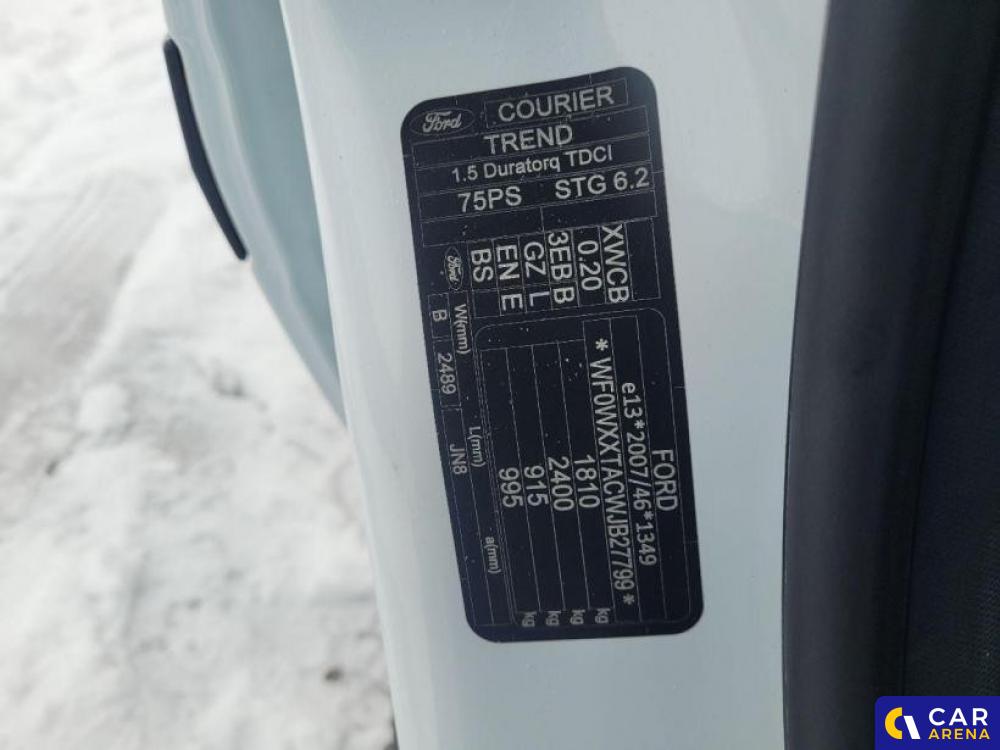 Ford COURIER
TREND
1.5 Duratorq TDCI
75PS STG 6.2
XWCB
0.20
3EB B
GZ L
EN E
BS
Ford
FORD
e13*2007/46*1349
* WF0WXXTACWJB27799 *
1810 kg
2400 kg
915 kg
995 kg
W(mm) L(mm) a(mm)
B 2489 JN8
CAR
ARENA